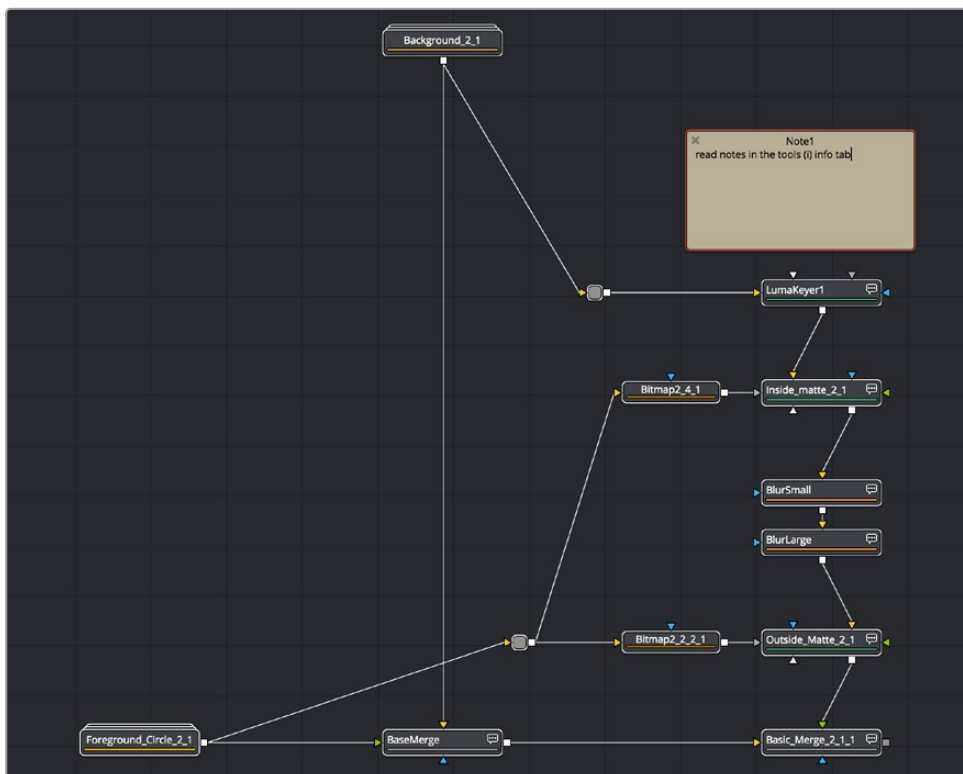 Background_2_1
Note1
read notes in the tools (i) info tab
LumaKeyer1
Bitmap2_4_1
Inside_matte_2_1
BlurSmall
BlurLarge
Bitmap2_2_2_1
Outside_Matte_2_1
Foreground_Circle_2_1
BaseMerge
Basic_Merge_2_1_1